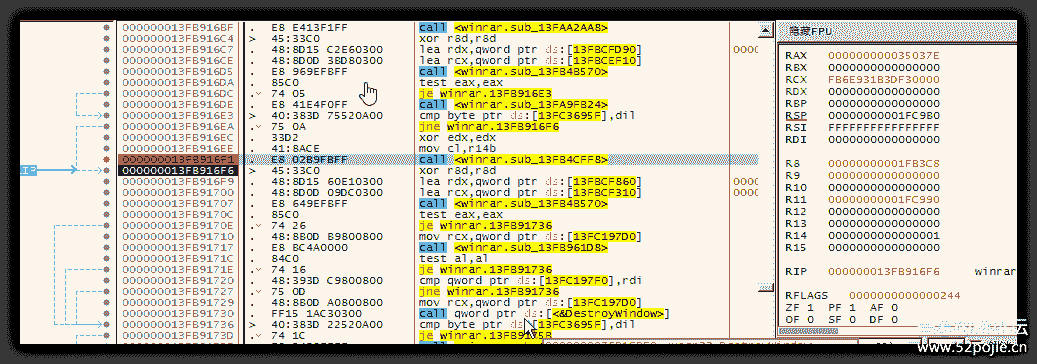 000000013FB916BF . E8 E413F1FF call <winrar.sub_13FAA2AA8>
000000013FB916C4 > 45:33C0 xor r8d,r8d
000000013FB916C7 . 48:8D15 C2E60300 lea rdx,qword ptr ds:[13FBCFD90]
000000013FB916CE . 48:8D0D 3BD80300 lea rcx,qword ptr ds:[13FBCEF10]
000000013FB916D5 . E8 969EFBFF call <winrar.sub_13FB4B570>
000000013FB916DA . 85C0 test eax,eax
000000013FB916DC . 74 05 je winrar.13FB916E3
000000013FB916DE . E8 41E4F0FF call <winrar.sub_13FA9FB24>
000000013FB916E3 > 40:383D 75520A00 cmp byte ptr ds:[13FC3695F],dil
000000013FB916EA . 75 0A jne winrar.13FB916F6
000000013FB916EC . 33D2 xor edx,edx
000000013FB916EE . 41:8ACE mov cl,r14b
000000013FB916F1 . E8 02B9FBFF call <winrar.sub_13FB4CFF8>
000000013FB916F6 > 45:33C0 xor r8d,r8d
000000013FB916F9 . 48:8D15 60E10300 lea rdx,qword ptr ds:[13FBCF860]
000000013FB91700 . 48:8D0D 09DC0300 lea rcx,qword ptr ds:[13FBCF310]
000000013FB91707 . E8 649EFBFF call <winrar.sub_13FB4B570>
000000013FB9170C . 85C0 test eax,eax
000000013FB9170E . 74 26 je winrar.13FB91736
000000013FB91710 . 48:8B0D B9800800 mov rcx,qword ptr ds:[13FC197D0]
000000013FB91717 . E8 BC4A0000 call <winrar.sub_13FB961D8>
000000013FB9171C . 84C0 test al,al
000000013FB9171E . 74 16 je winrar.13FB91736
000000013FB91720 . 48:393D C9800800 cmp qword ptr ds:[13FC197F0],rdi
000000013FB91727 . 75 0D jne winrar.13FB91736
000000013FB91729 . 48:8B0D A0800800 mov rcx,qword ptr ds:[13FC197D0]
000000013FB91730 . FF15 1AC30300 call qword ptr ds:[<&DestroyWindow>]
000000013FB91736 > 40:383D 22520A00 cmp byte ptr ds:[13FC3695F],dil
000000013FB9173D . 74 1C
隐藏FPU
RAX 000000000035037E
RBX 0000000000000000
RCX FB6E931B3DF30000
RDX 0000000000000000
RBP 0000000000000000
RSP 0000000001FC9B0
RSI FFFFFFFFFFFFFFFF
RDI 0000000000000000
R8 0000000001FB3C8
R9 0000000000000000
R10 0000000000000000
R11 0000000001FC990
R12 0000000000000000
R13 0000000000000000
R14 0000000000000001
R15 0000000000000000
RIP 000000013FB916F6 winrar
RFLAGS 0000000000000244
ZF 1 PF 1 AF 0
OF 0 SF 0 DF 0
www.52pojie.cn